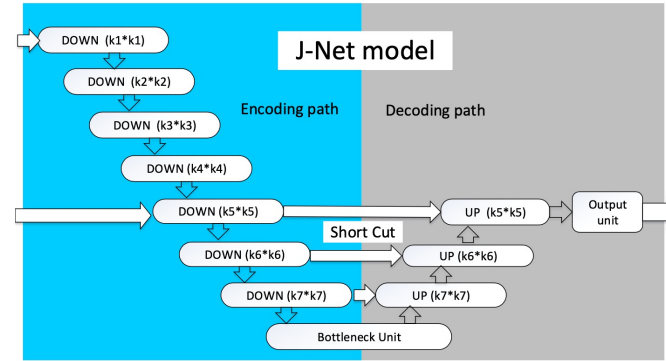 J-Net model
Encoding path
Decoding path
DOWN (k1*k1)
DOWN (k2*k2)
DOWN (k3*k3)
DOWN (k4*k4)
DOWN (k5*k5)
UP (k5*k5)
Output
unit
Short Cut
DOWN (k6*k6)
UP (k6*k6)
DOWN (k7*k7)
UP (k7*k7)
Bottleneck Unit